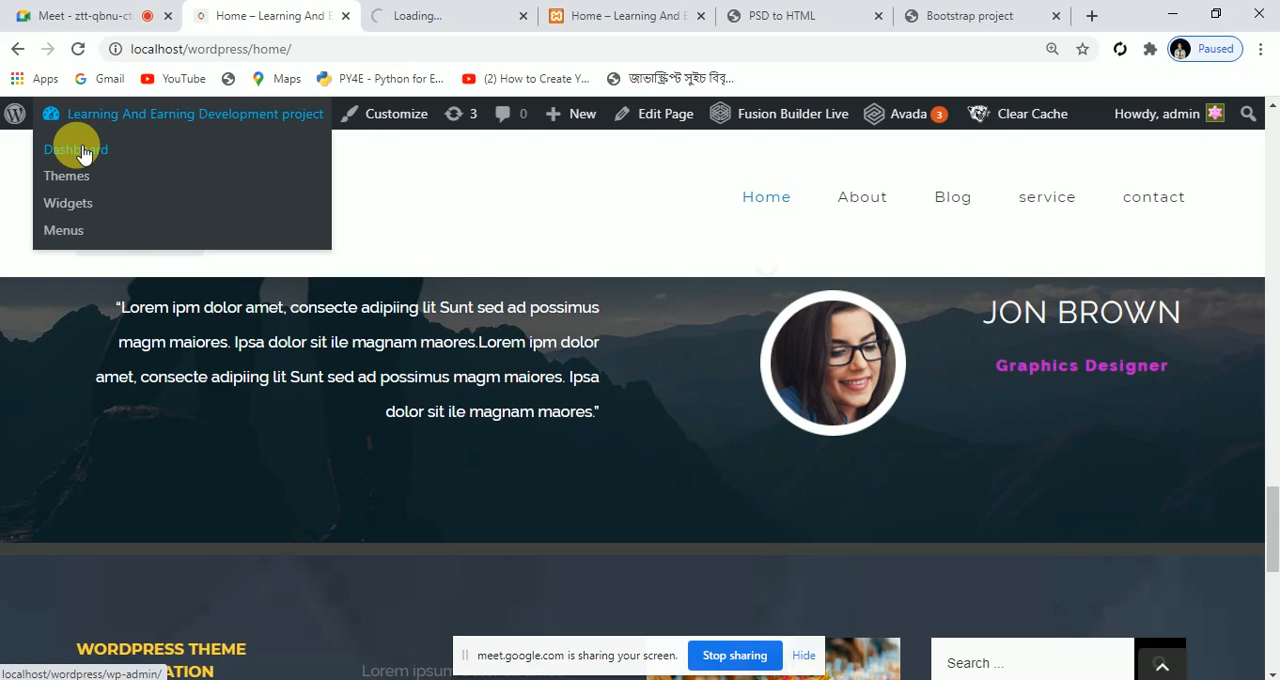 Meet - ztt-qbnu-ct
Home – Learning And E
Loading...
Home – Learning And E
PSD to HTML
Bootstrap project
localhost/wordpress/home/
Paused
Apps
Gmail
YouTube
Maps
PY4E - Python for E...
(2) How to Create Y...
জাভাস্ক্রিপ্ট সুইচ বিবৃ...
Learning And Earning Development project
Customize
3
0
New
Edit Page
Fusion Builder Live
Avada 3
Clear Cache
Howdy, admin
Dashboard
Themes
Widgets
Menus
Home
About
Blog
service
contact
“Lorem ipm dolor amet, consecte adipiing lit Sunt sed ad possimus
magm maiores. Ipsa dolor sit ile magnam maores.Lorem ipm dolor
amet, consecte adipiing lit Sunt sed ad possimus magm maiores. Ipsa
dolor sit ile magnam maores.”
JON BROWN
Graphics Designer
WORDPRESS THEME
Lorem ipsu
meet.google.com is sharing your screen.
Stop sharing
Hide
Search ...
localhost/wordpress/wp-admin/